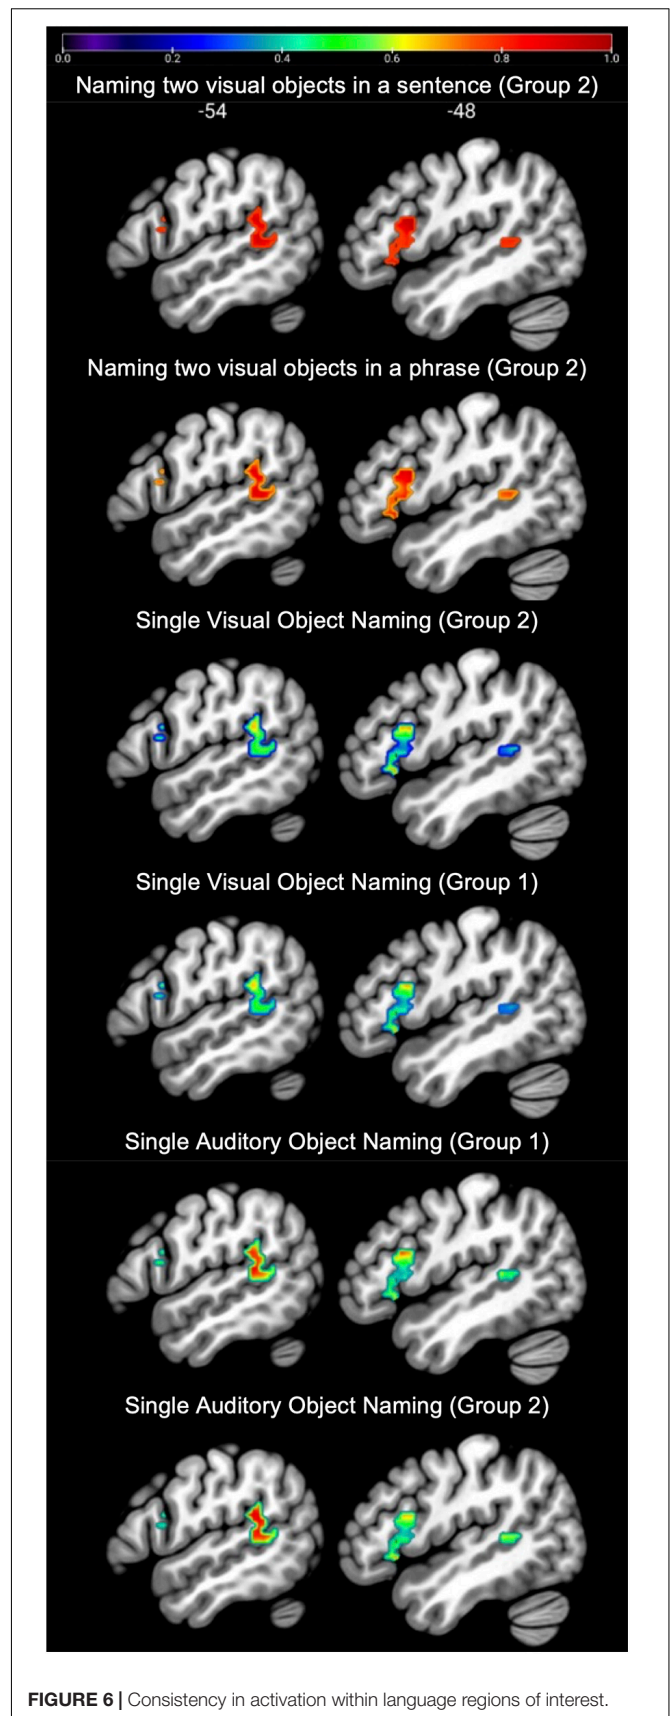 0.0 0.2 0.4 0.6 0.8 1.0
Naming two visual objects in a sentence (Group 2)
-54 -48
Naming two visual objects in a phrase (Group 2)
Single Visual Object Naming (Group 2)
Single Visual Object Naming (Group 1)
Single Auditory Object Naming (Group 1)
Single Auditory Object Naming (Group 2)
FIGURE 6 | Consistency in activation within language regions of interest.